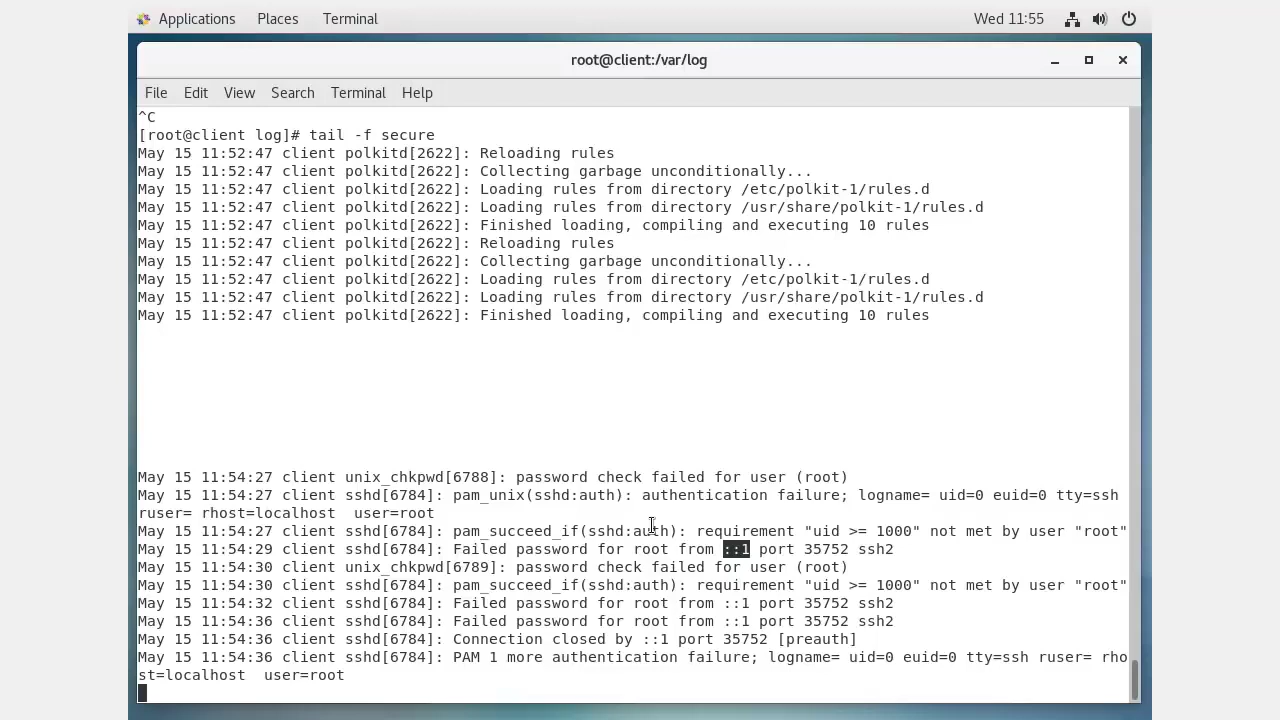 Applications Places Terminal Wed 11:55
root@client:/var/log
File Edit View Search Terminal Help
^C
[root@client log]# tail -f secure
May 15 11:52:47 client polkitd[2622]: Reloading rules
May 15 11:52:47 client polkitd[2622]: Collecting garbage unconditionally...
May 15 11:52:47 client polkitd[2622]: Loading rules from directory /etc/polkit-1/rules.d
May 15 11:52:47 client polkitd[2622]: Loading rules from directory /usr/share/polkit-1/rules.d
May 15 11:52:47 client polkitd[2622]: Finished loading, compiling and executing 10 rules
May 15 11:52:47 client polkitd[2622]: Reloading rules
May 15 11:52:47 client polkitd[2622]: Collecting garbage unconditionally...
May 15 11:52:47 client polkitd[2622]: Loading rules from directory /etc/polkit-1/rules.d
May 15 11:52:47 client polkitd[2622]: Loading rules from directory /usr/share/polkit-1/rules.d
May 15 11:52:47 client polkitd[2622]: Finished loading, compiling and executing 10 rules
May 15 11:54:27 client unix_chkpwd[6788]: password check failed for user (root)
May 15 11:54:27 client sshd[6784]: pam_unix(sshd:auth): authentication failure; logname= uid=0 euid=0 tty=ssh
ruser= rhost=localhost  user=root
May 15 11:54:27 client sshd[6784]: pam_succeed_if(sshd:auth): requirement "uid >= 1000" not met by user "root"
May 15 11:54:29 client sshd[6784]: Failed password for root from ::1 port 35752 ssh2
May 15 11:54:30 client unix_chkpwd[6789]: password check failed for user (root)
May 15 11:54:30 client sshd[6784]: pam_succeed_if(sshd:auth): requirement "uid >= 1000" not met by user "root"
May 15 11:54:32 client sshd[6784]: Failed password for root from ::1 port 35752 ssh2
May 15 11:54:36 client sshd[6784]: Failed password for root from ::1 port 35752 ssh2
May 15 11:54:36 client sshd[6784]: Connection closed by ::1 port 35752 [preauth]
May 15 11:54:36 client sshd[6784]: PAM 1 more authentication failure; logname= uid=0 euid=0 tty=ssh ruser= rho
st=localhost  user=root